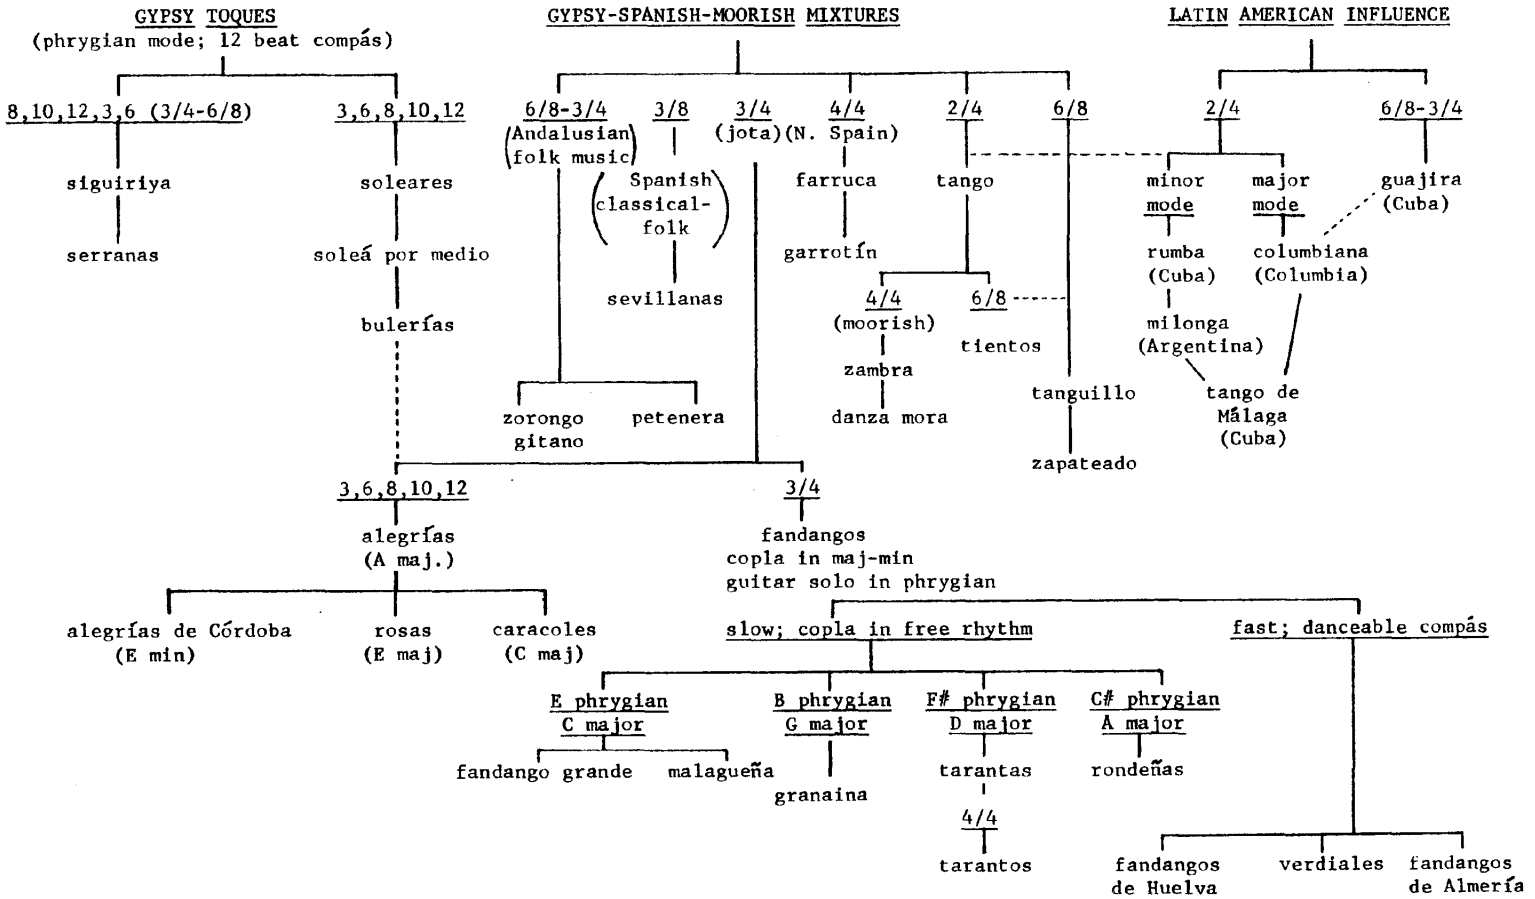 GYPSY TOQUES
(phrygian mode; 12 beat compás)
8,10,12,3,6 (3/4-6/8)
siguiriya
serranas
3,6,8,10,12
soleares
soleá por medio
bulerías
GYPSY-SPANISH-MOORISH MIXTURES
6/8-3/4
(Andalusian
folk music)
zorongo
gitano
petenera
3/8
(Spanish
classical-
folk)
sevillanas
3/4
(jota)
4/4
(N. Spain)
farruca
garrotín
2/4
tango
4/4
(moorish)
zambra
danza mora
6/8
tientos
6/8
tanguillo
zapateado
LATIN AMERICAN INFLUENCE
2/4
minor
mode
rumba
(Cuba)
milonga
(Argentina)
major
mode
columbiana
(Columbia)
tango de
Málaga
(Cuba)
6/8-3/4
guajira
(Cuba)
3,6,8,10,12
alegrías
(A maj.)
alegrías de Córdoba
(E min)
rosas
(E maj)
caracoles
(C maj)
3/4
fandangos
copla in maj-min
guitar solo in phrygian
slow; copla in free rhythm
E phrygian
C major
fandango grande
malagueña
B phrygian
G major
granaina
F# phrygian
D major
tarantas
4/4
tarantos
C# phrygian
A major
rondeñas
fast; danceable compás
fandangos
de Huelva
verdiales
fandangos
de Almería